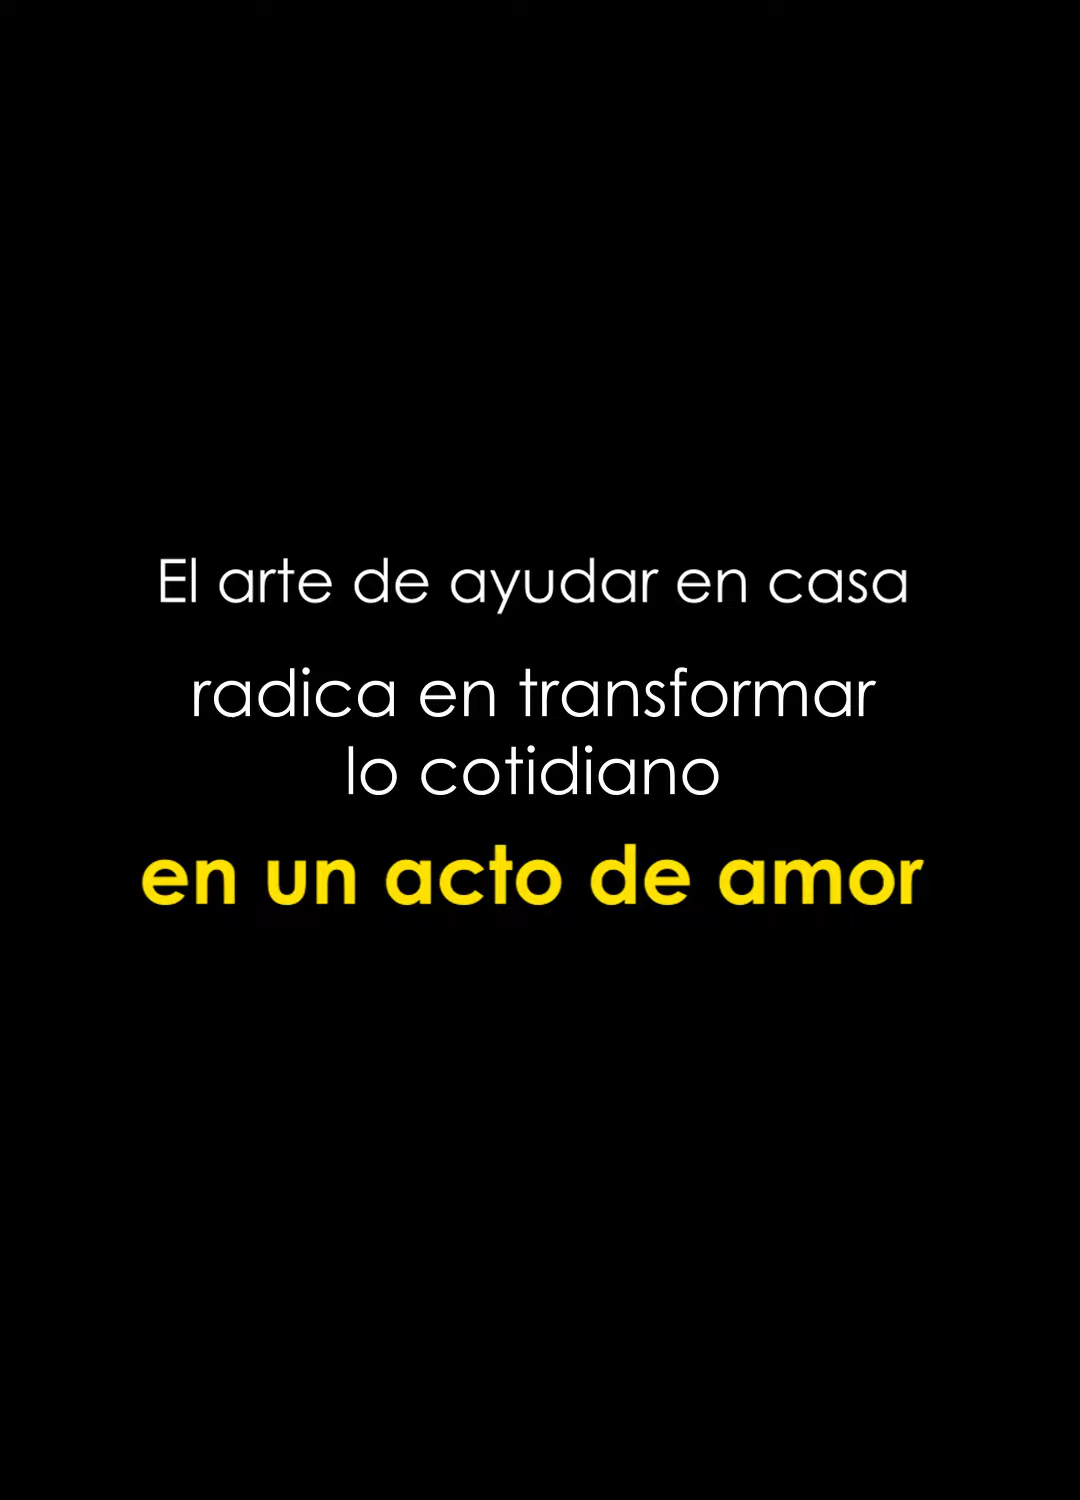 El arte de ayudar en casa
radica en transformar
lo cotidiano
en un acto de amor